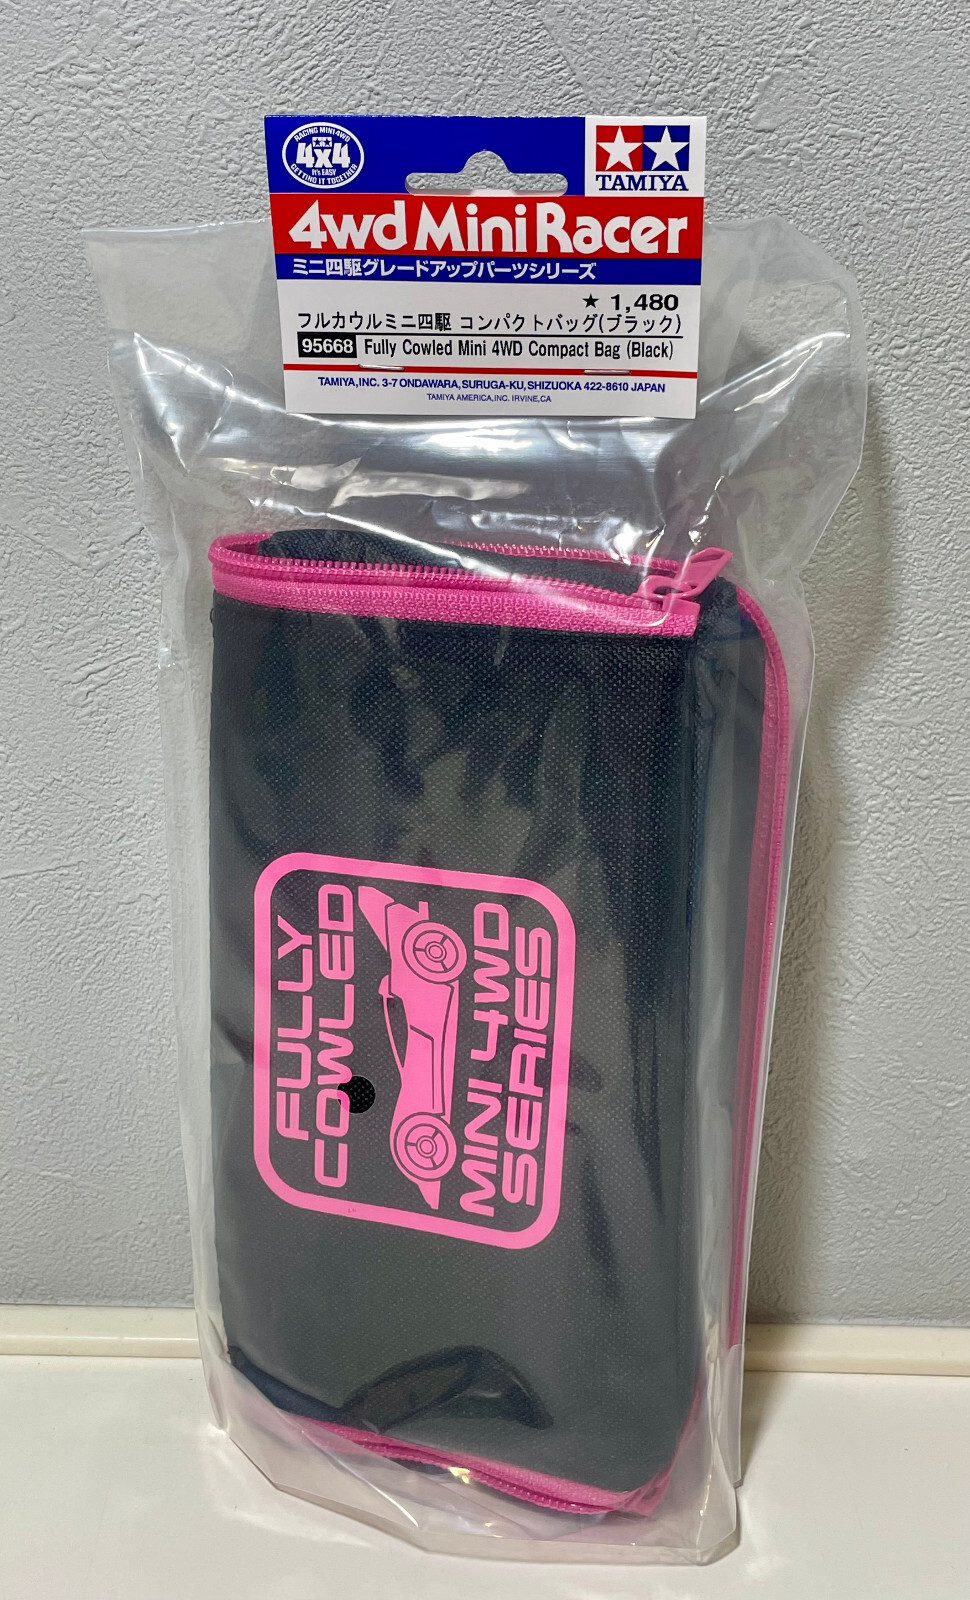 RACING MINI 4WD
4x4
It's EASY
GETTING IT TOGETHER
TAMIYA
4wd Mini Racer
ミニ四駆グレードアップパーツシリーズ
★ 1,480
フルカウルミニ四駆 コンパクトバッグ(ブラック)
95668 Fully Cowled Mini 4WD Compact Bag (Black)
TAMIYA,INC. 3-7 ONDAWARA, SURUGA-KU, SHIZUOKA 422-8610 JAPAN
TAMIYA AMERICA,INC. IRVINE,CA
FULLY
COWLED
MINI 4WD
SERIES